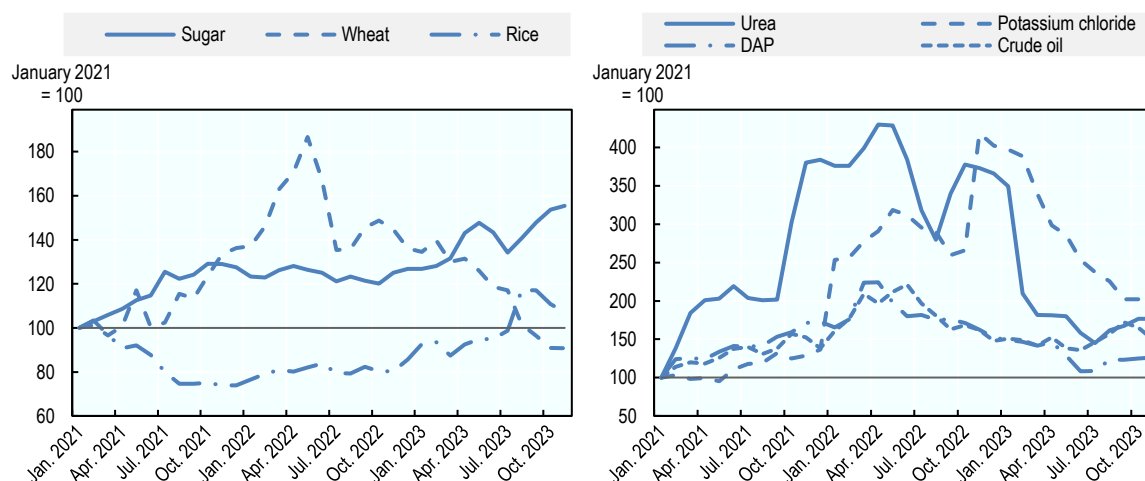 Sugar Wheat Rice
January 2021
= 100
180
160
140
120
100
80
60
Jan. 2021 Apr. 2021 Jul. 2021 Oct. 2021 Jan. 2022 Apr. 2022 Jul. 2022 Oct. 2022 Jan. 2023 Apr. 2023 Jul. 2023 Oct. 2023
Urea Potassium chloride
DAP Crude oil
January 2021
= 100
400
350
300
250
200
150
100
50
Jan. 2021 Apr. 2021 Jul. 2021 Oct. 2021 Jan. 2022 Apr. 2022 Jul. 2022 Oct. 2022 Jan. 2023 Apr. 2023 Jul. 2023 Oct. 2023